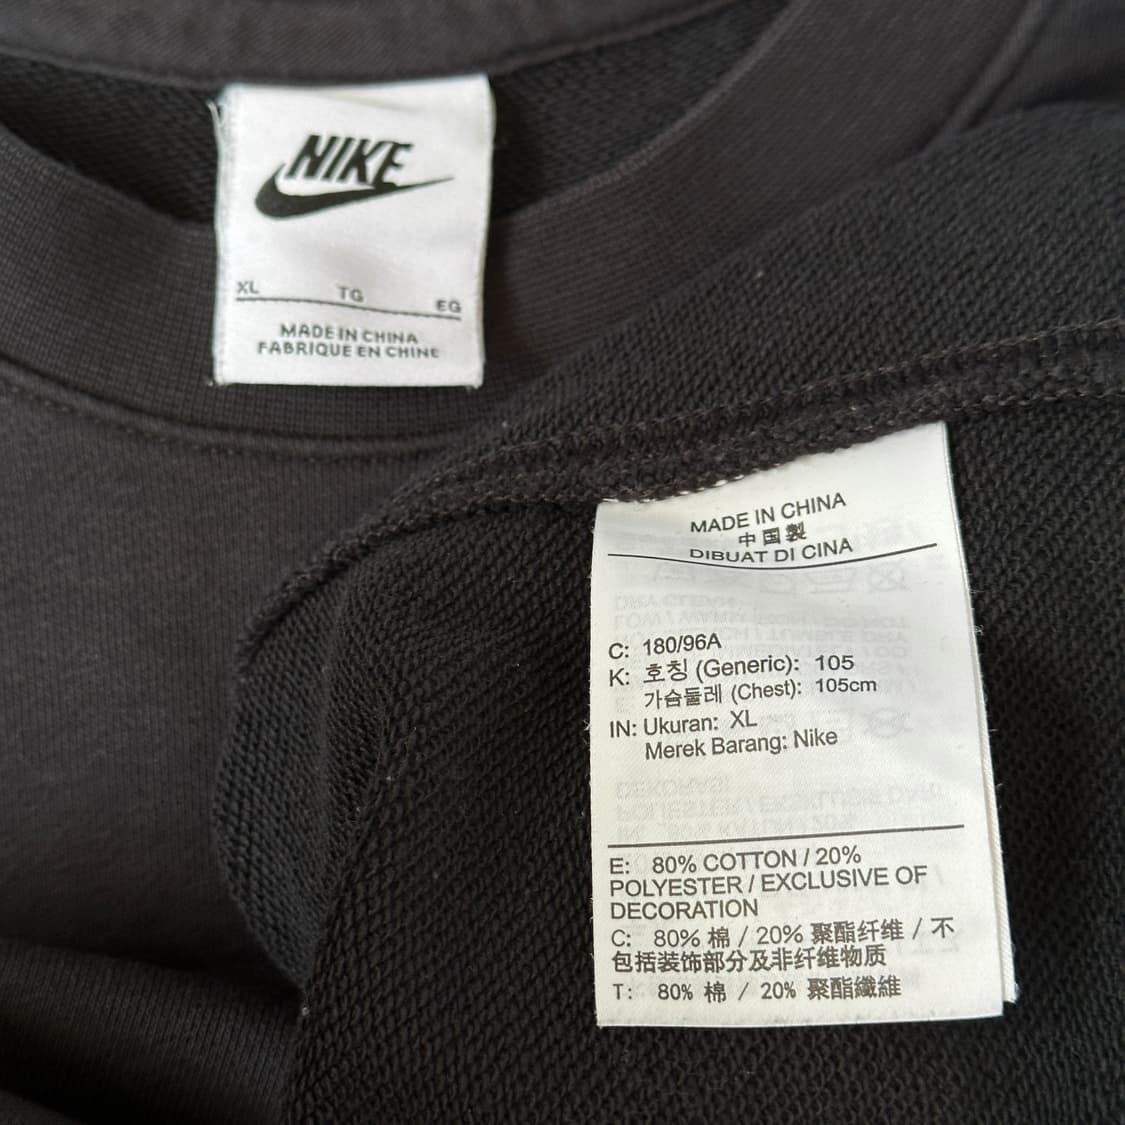 NIKE
XL TG EG
MADE IN CHINA
FABRIQUE EN CHINE
MADE IN CHINA
中国製
DIBUAT DI CINA
C: 180/96A
K: 호칭 (Generic): 105
가슴둘레 (Chest): 105cm
IN: Ukuran: XL
Merek Barang: Nike
E: 80% COTTON / 20%
POLYESTER / EXCLUSIVE OF
DECORATION
C: 80% 棉 / 20% 聚酯纤维 / 不
包括装饰部分及非纤维物质
T: 80% 棉 / 20% 聚酯纖維